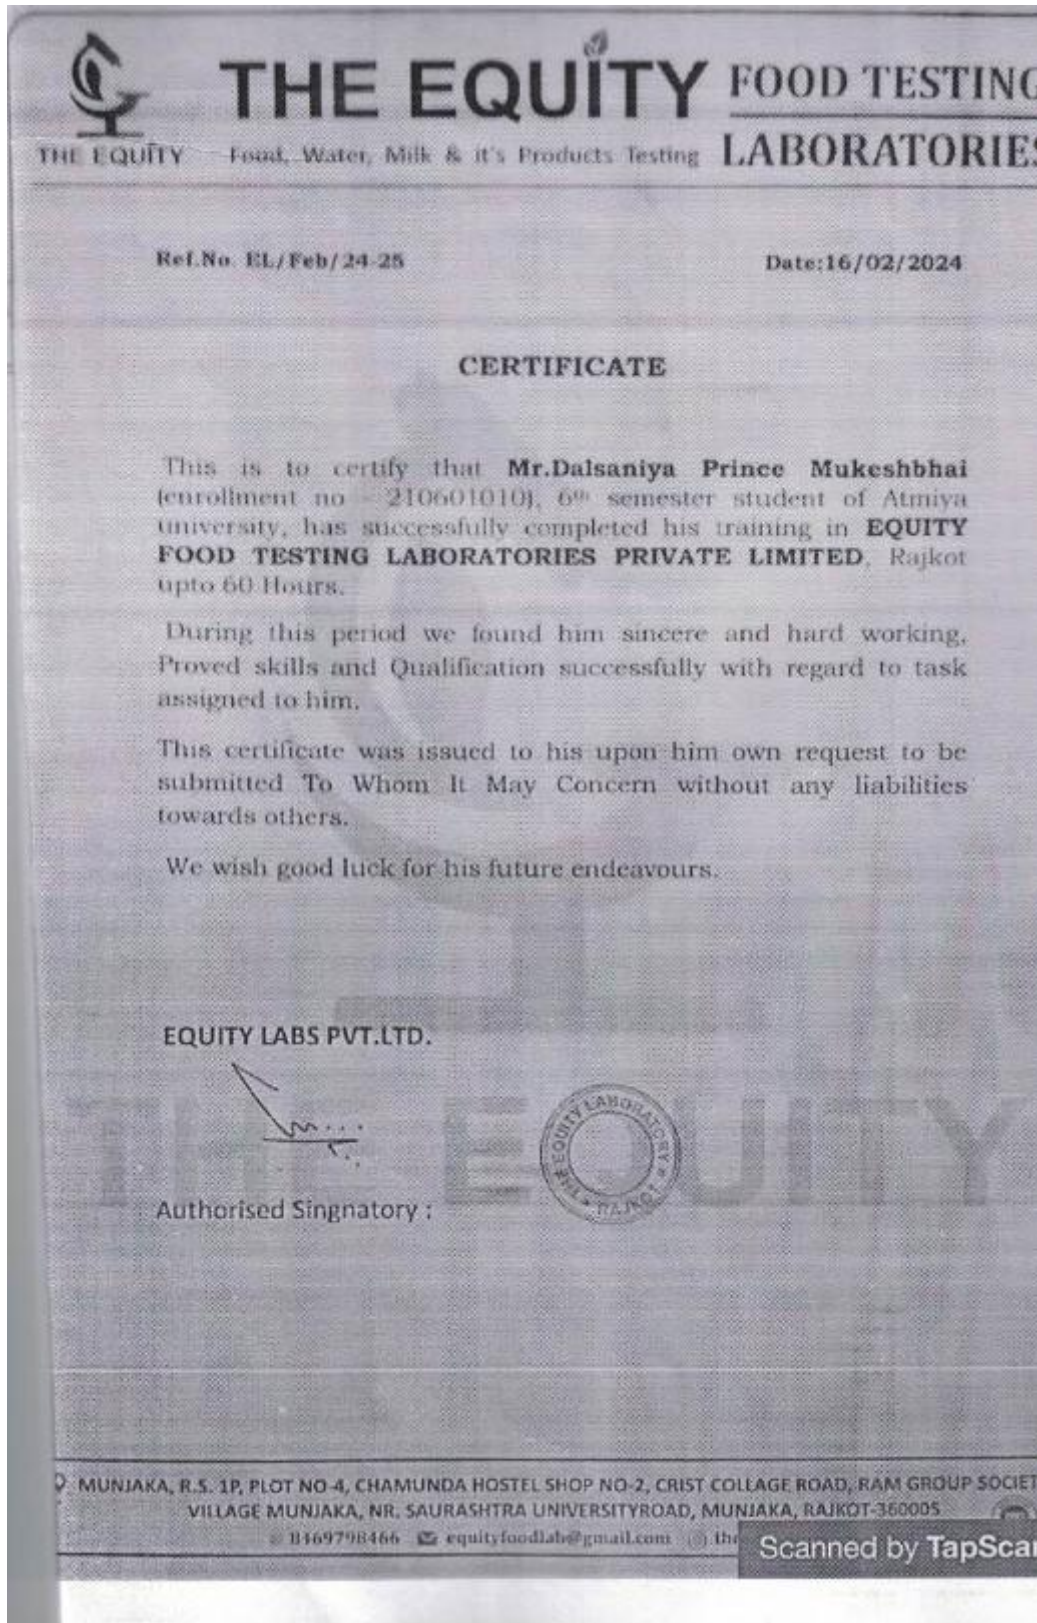 THE EQUITY FOOD TESTING
LABORATORIES
THE EQUITY
Food, Water, Milk & it's Products Testing
Ref.No. EL/Feb/24-25
Date:16/02/2024
CERTIFICATE
This is to certify that Mr.Dalsaniya Prince Mukeshbhai
(enrollment no - 210601010), 6th semester student of Atmiya
university, has successfully completed his training in EQUITY
FOOD TESTING LABORATORIES PRIVATE LIMITED, Rajkot
upto 60 Hours.
During this period we found him sincere and hard working,
Proved skills and Qualification successfully with regard to task
assigned to him.
This certificate was issued to his upon him own request to be
submitted To Whom It May Concern without any liabilities
towards others.
We wish good luck for his future endeavours.
EQUITY LABS PVT.LTD.
THE EQUITY LABORATORY
RAJKOT
THE EQUITY
Authorised Singnatory :
MUNJAKA, R.S. 1P, PLOT NO-4, CHAMUNDA HOSTEL SHOP NO-2, CRIST COLLAGE ROAD, RAM GROUP SOCIET
VILLAGE MUNJAKA, NR. SAURASHTRA UNIVERSITYROAD, MUNJAKA, RAJKOT-360005
8469798466 equityfoodlab@gmail.com the
Scanned by TapScan